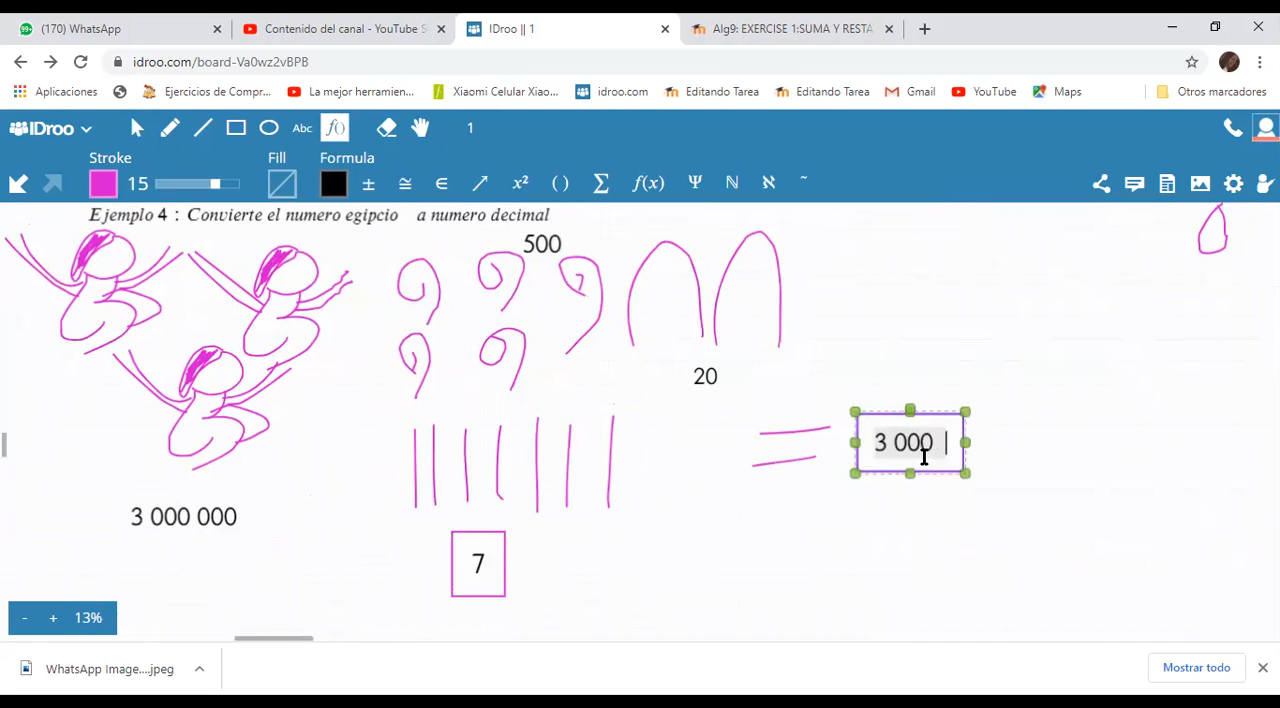 (170) WhatsApp
Contenido del canal - YouTube S
IDroo || 1
Alg9: EXERCISE 1:SUMA Y RESTA
idroo.com/board-Va0wz2vBPB
Aplicaciones
Ejercicios de Compr...
La mejor herramien...
Xiaomi Celular Xiao...
idroo.com
Editando Tarea
Editando Tarea
Gmail
YouTube
Maps
Otros marcadores
IDroo
Abc
f()
1
Stroke
Fill
Formula
15
± ≅ ∈ x² () ∑ f(x) Ψ ℕ ℵ ~
Ejemplo 4 : Convierte el numero egipcio a numero decimal
500
20
= 3 000
3 000 000
7
- + 13%
WhatsApp Image....jpeg
Mostrar todo